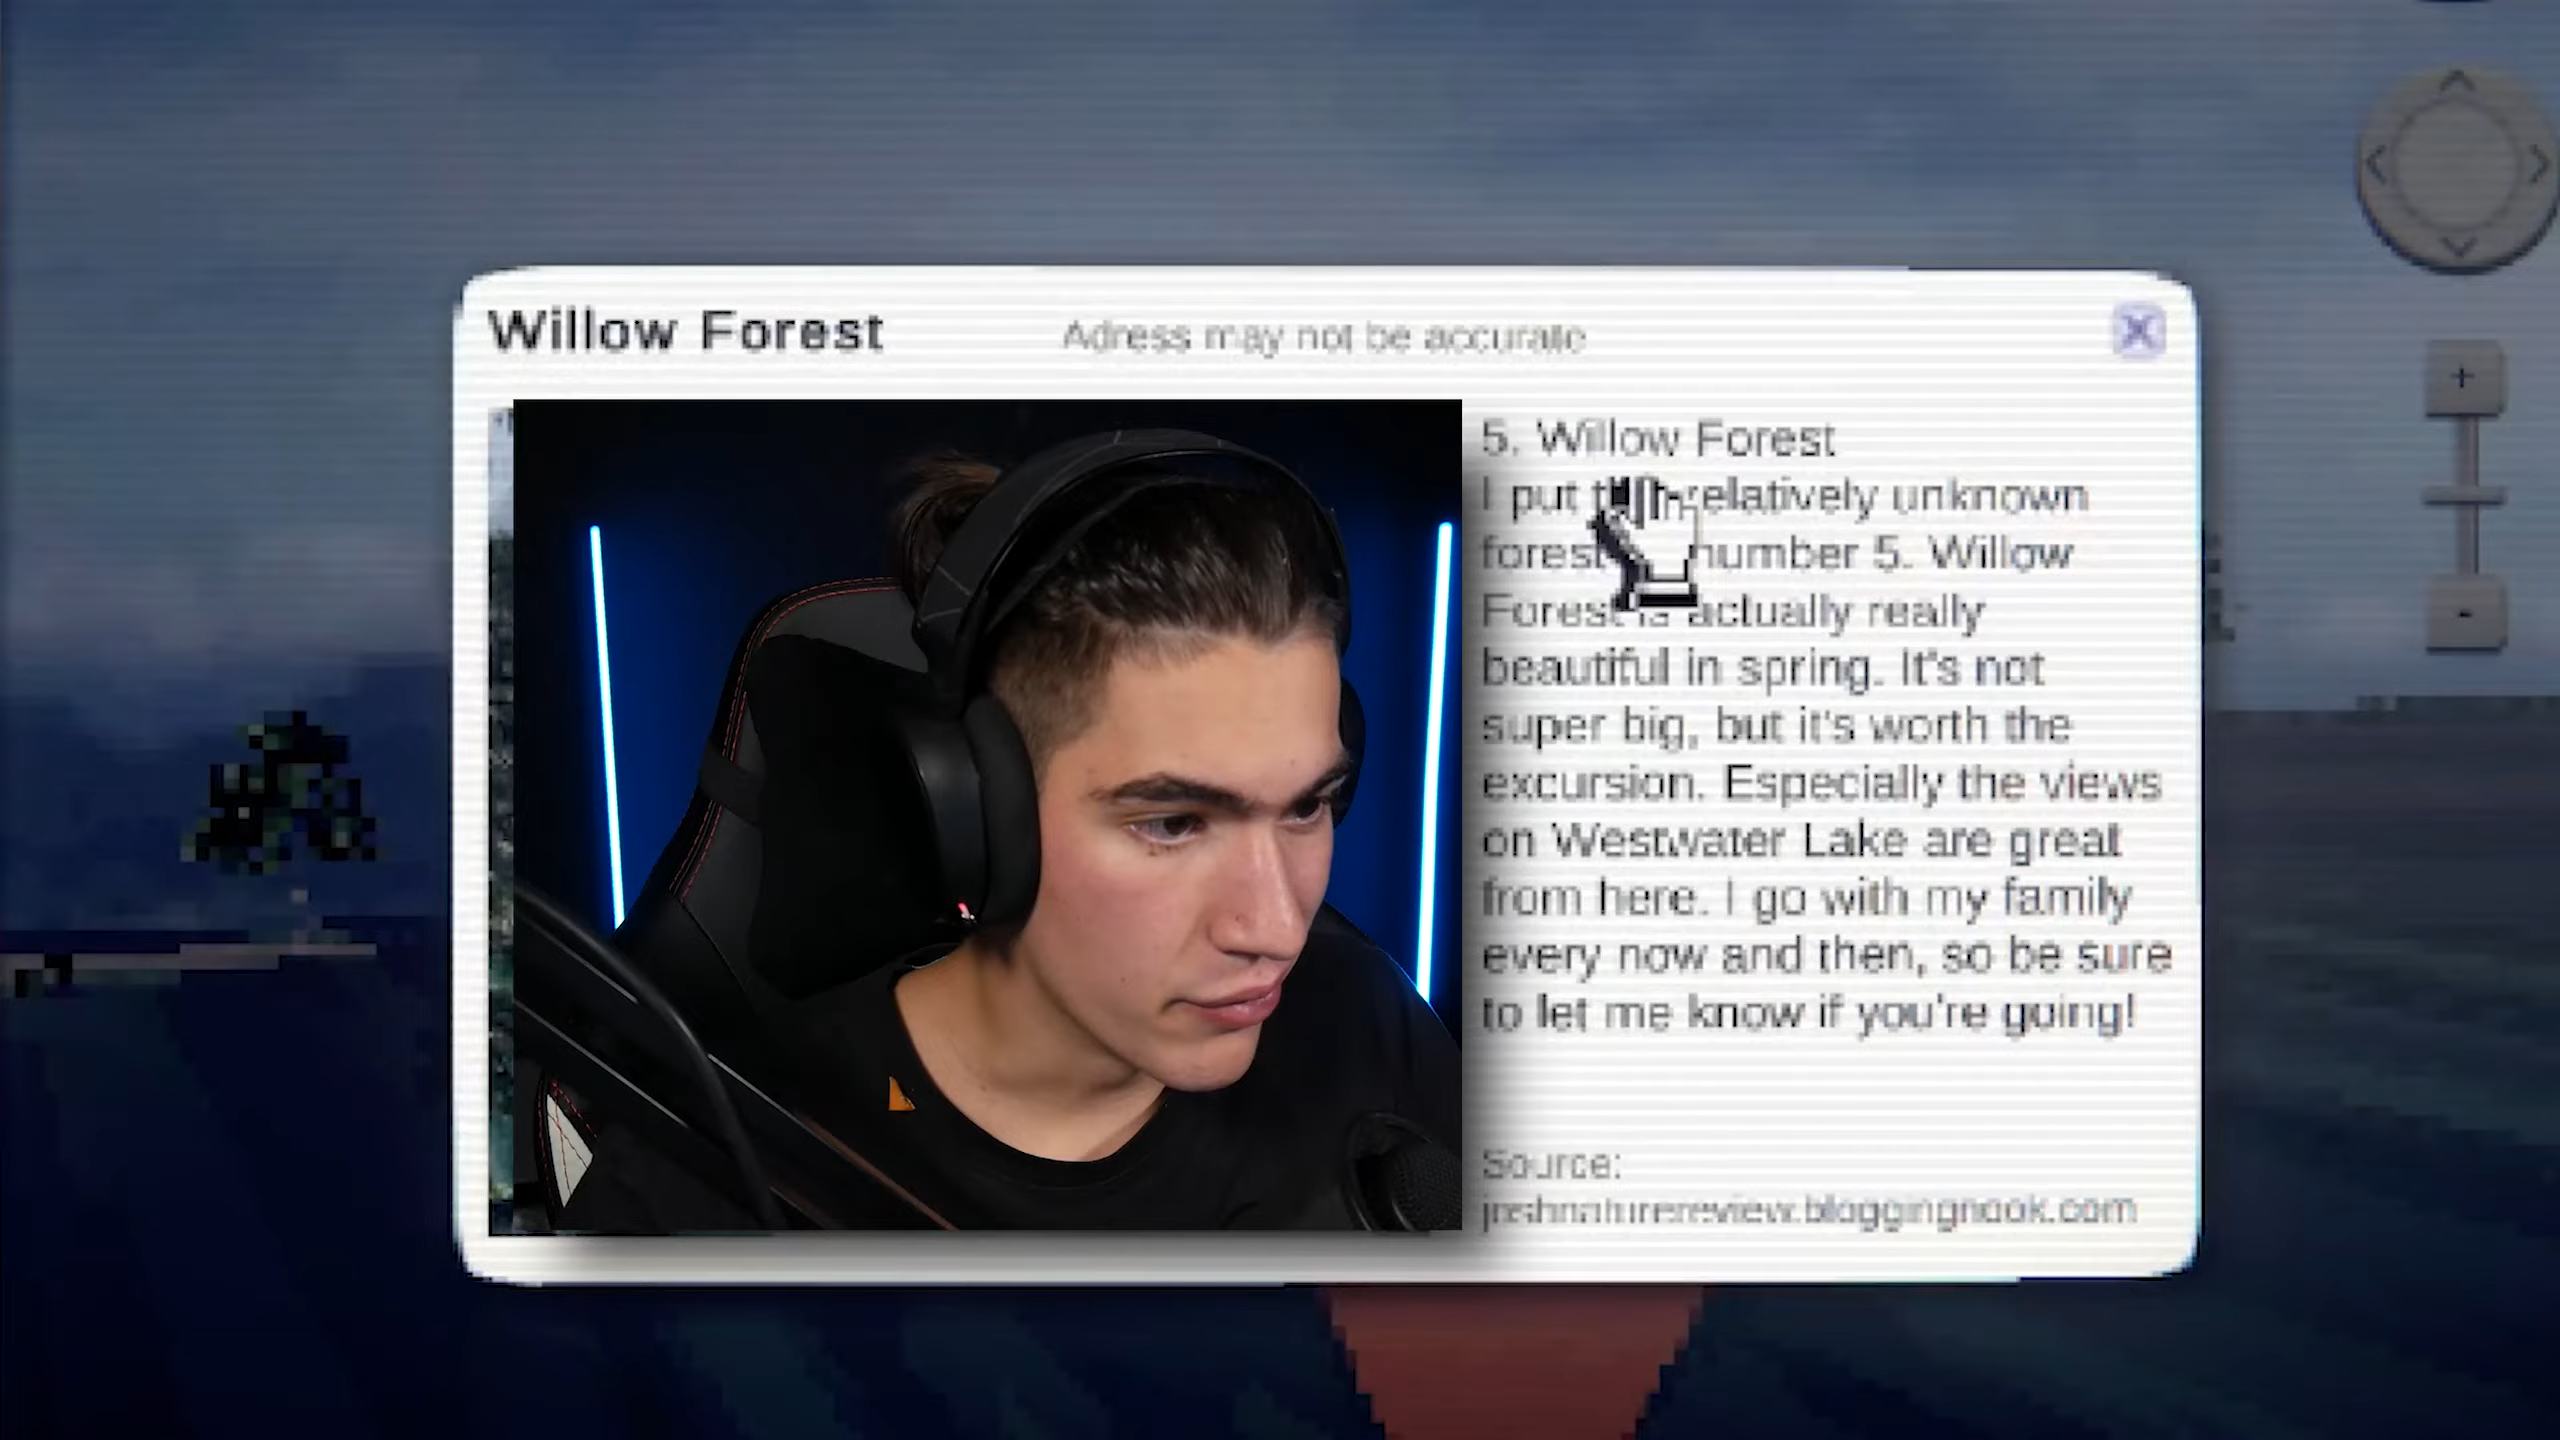 Willow Forest
Adress may not be accurate
5. Willow Forest
I put relatively unknown
forest number 5. Willow
Forest is actually really
beautiful in spring. It's not
super big, but it's worth the
excursion. Especially the views
on Westwater Lake are great
from here. I go with my family
every now and then, so be sure
to let me know if you're going!
Source:
joshnaturereview.bloggingnook.com